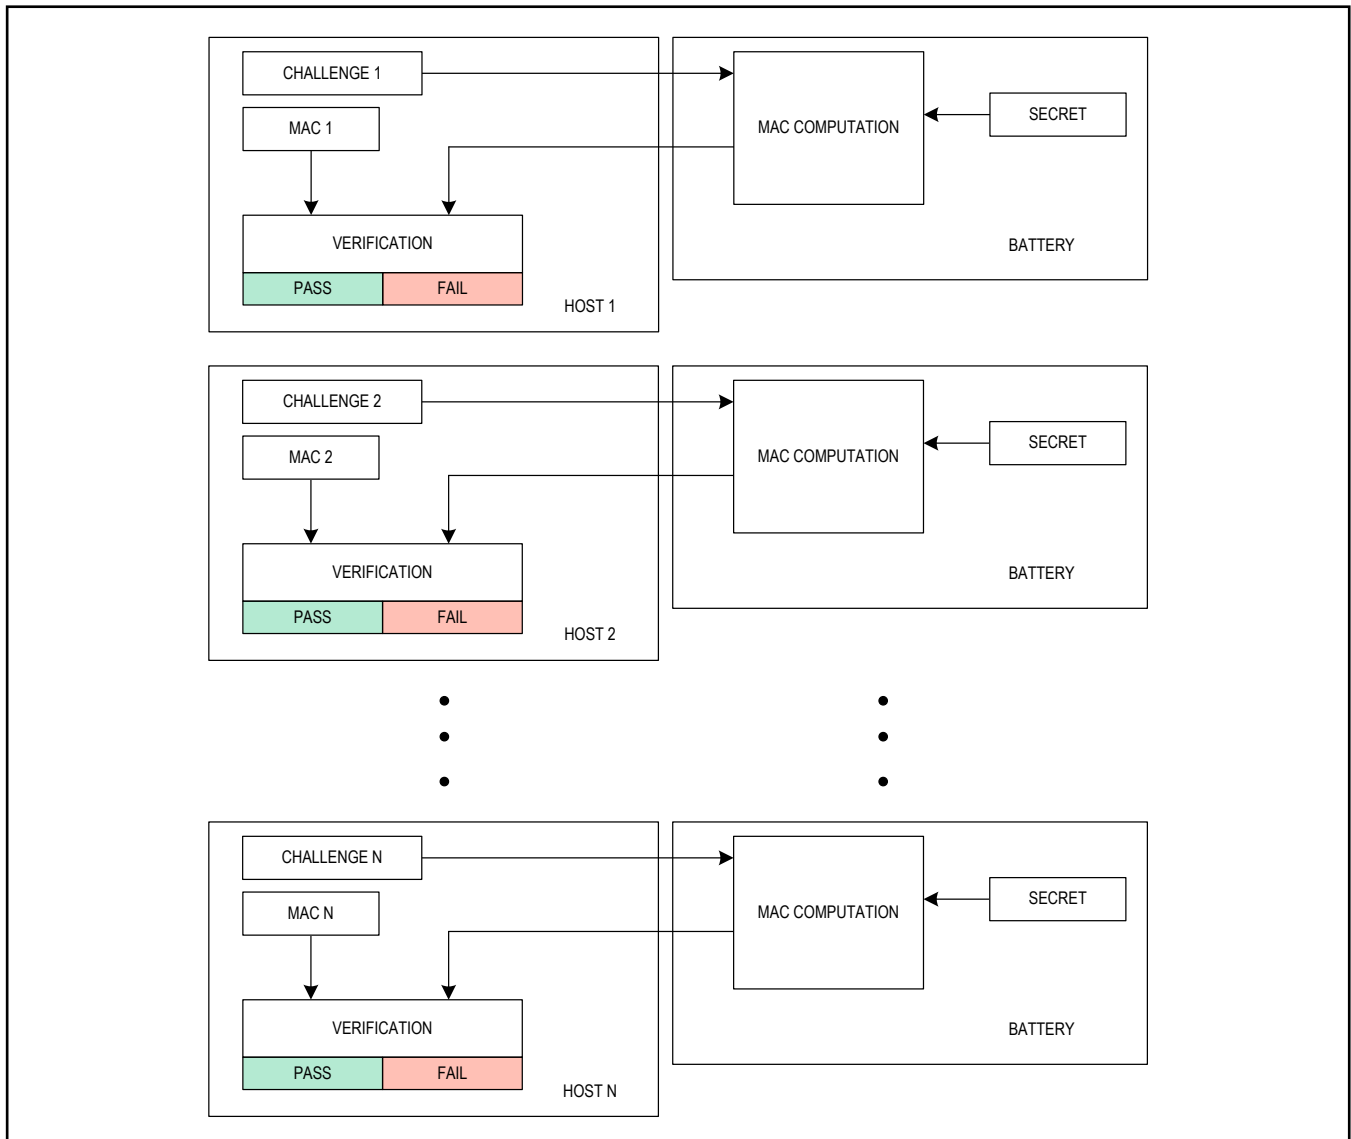 CHALLENGE 1
MAC 1
MAC COMPUTATION
SECRET
VERIFICATION
PASS
FAIL
HOST 1
BATTERY
CHALLENGE 2
MAC 2
MAC COMPUTATION
SECRET
VERIFICATION
PASS
FAIL
HOST 2
BATTERY
CHALLENGE N
MAC N
MAC COMPUTATION
SECRET
VERIFICATION
PASS
FAIL
HOST N
BATTERY